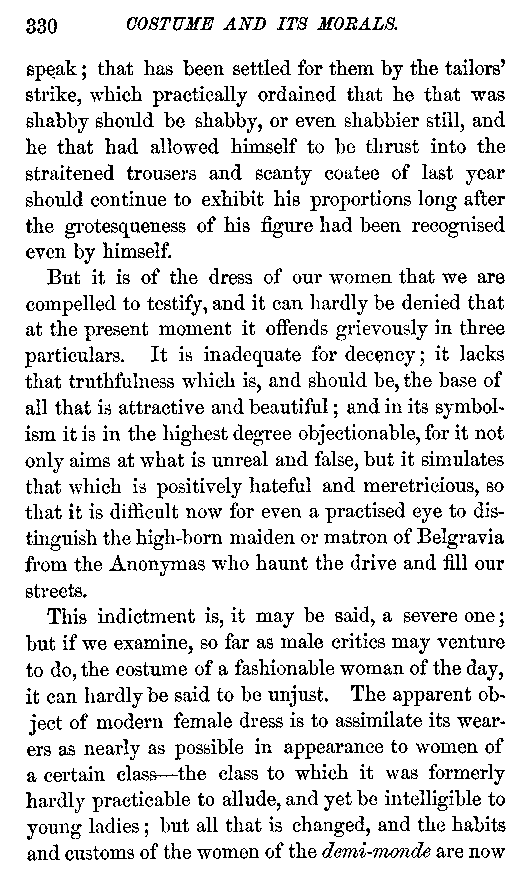 330 COSTUME AND ITS MORALS.
speak; that has been settled for them by the tailors'
strike, which practically ordained that he that was
shabby should be shabby, or even shabbier still, and
he that had allowed himself to be thrust into the
straitened trousers and scanty coatee of last year
should continue to exhibit his proportions long after
the grotesqueness of his figure had been recognised
even by himself.
But it is of the dress of our women that we are
compelled to testify, and it can hardly be denied that
at the present moment it offends grievously in three
particulars. It is inadequate for decency; it lacks
that truthfulness which is, and should be, the base of
all that is attractive and beautiful; and in its symbol-
ism it is in the highest degree objectionable, for it not
only aims at what is unreal and false, but it simulates
that which is positively hateful and meretricious, so
that it is difficult now for even a practised eye to dis-
tinguish the high-born maiden or matron of Belgravia
from the Anonymas who haunt the drive and fill our
streets.
This indictment is, it may be said, a severe one;
but if we examine, so far as male critics may venture
to do, the costume of a fashionable woman of the day,
it can hardly be said to be unjust. The apparent ob-
ject of modern female dress is to assimilate its wear-
ers as nearly as possible in appearance to women of
a certain class—the class to which it was formerly
hardly practicable to allude, and yet be intelligible to
young ladies; but all that is changed, and the habits
and customs of the women of the demi-monde are now